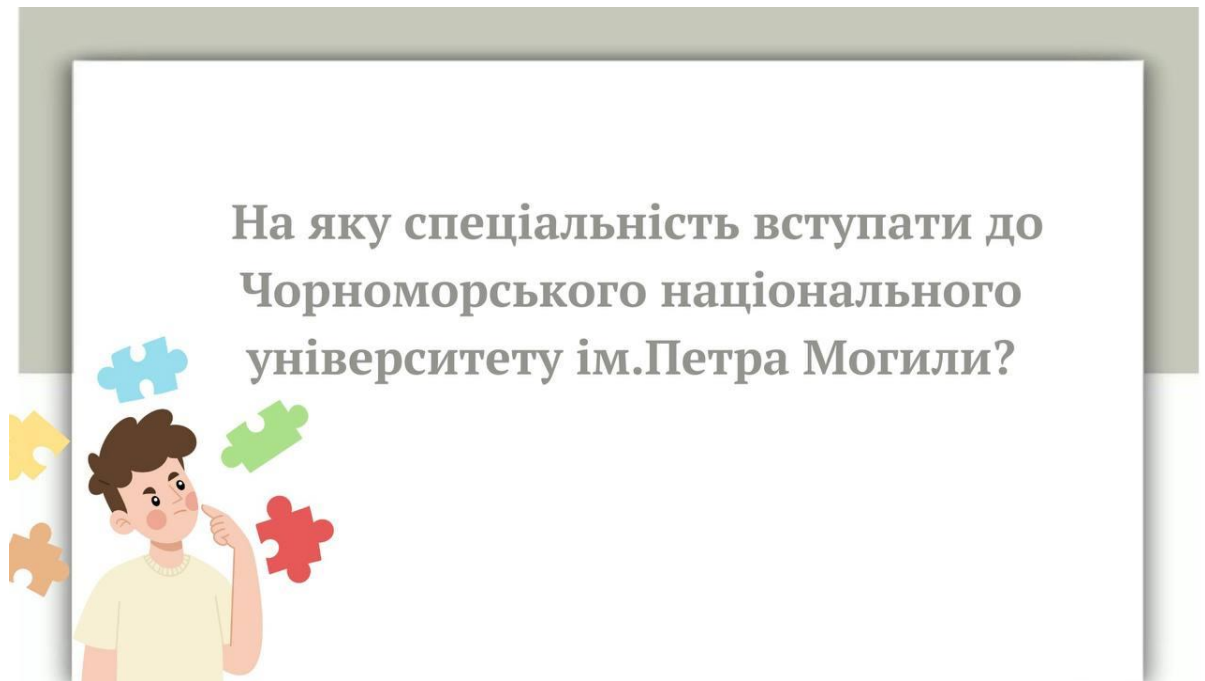 На яку спеціальність вступати до
Чорноморського національного
університету ім.Петра Могили?